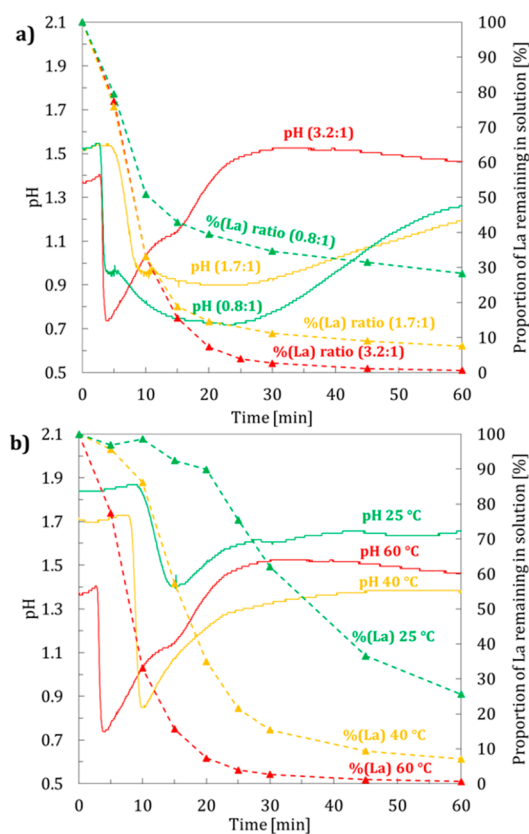 a)
2.1
1.9
1.7
1.5
1.3
1.1
0.9
0.7
0.5
pH
100
90
80
70
60
50
40
30
20
10
0
Proportion of La remaining in solution [%]
pH (3.2:1)
%(La) ratio (0.8:1)
pH (1.7:1)
pH (0.8:1)
%(La) ratio (1.7:1)
%(La) ratio (3.2:1)
0 10 20 30 40 50 60
Time [min]
b)
2.1
1.9
1.7
1.5
1.3
1.1
0.9
0.7
0.5
pH
100
90
80
70
60
50
40
30
20
10
0
Proportion of La remaining in solution [%]
pH 25 °C
pH 60 °C
pH 40 °C
%(La) 25 °C
%(La) 40 °C
%(La) 60 °C
0 10 20 30 40 50 60
Time [min]